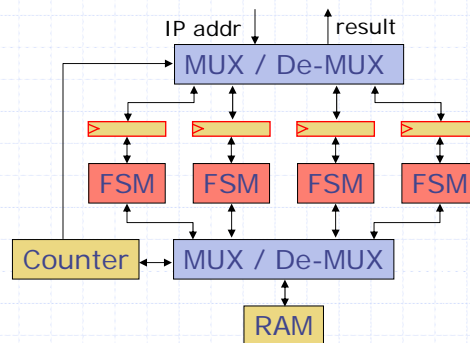 IP addr result
MUX / De-MUX
FSM FSM FSM FSM
Counter MUX / De-MUX
RAM